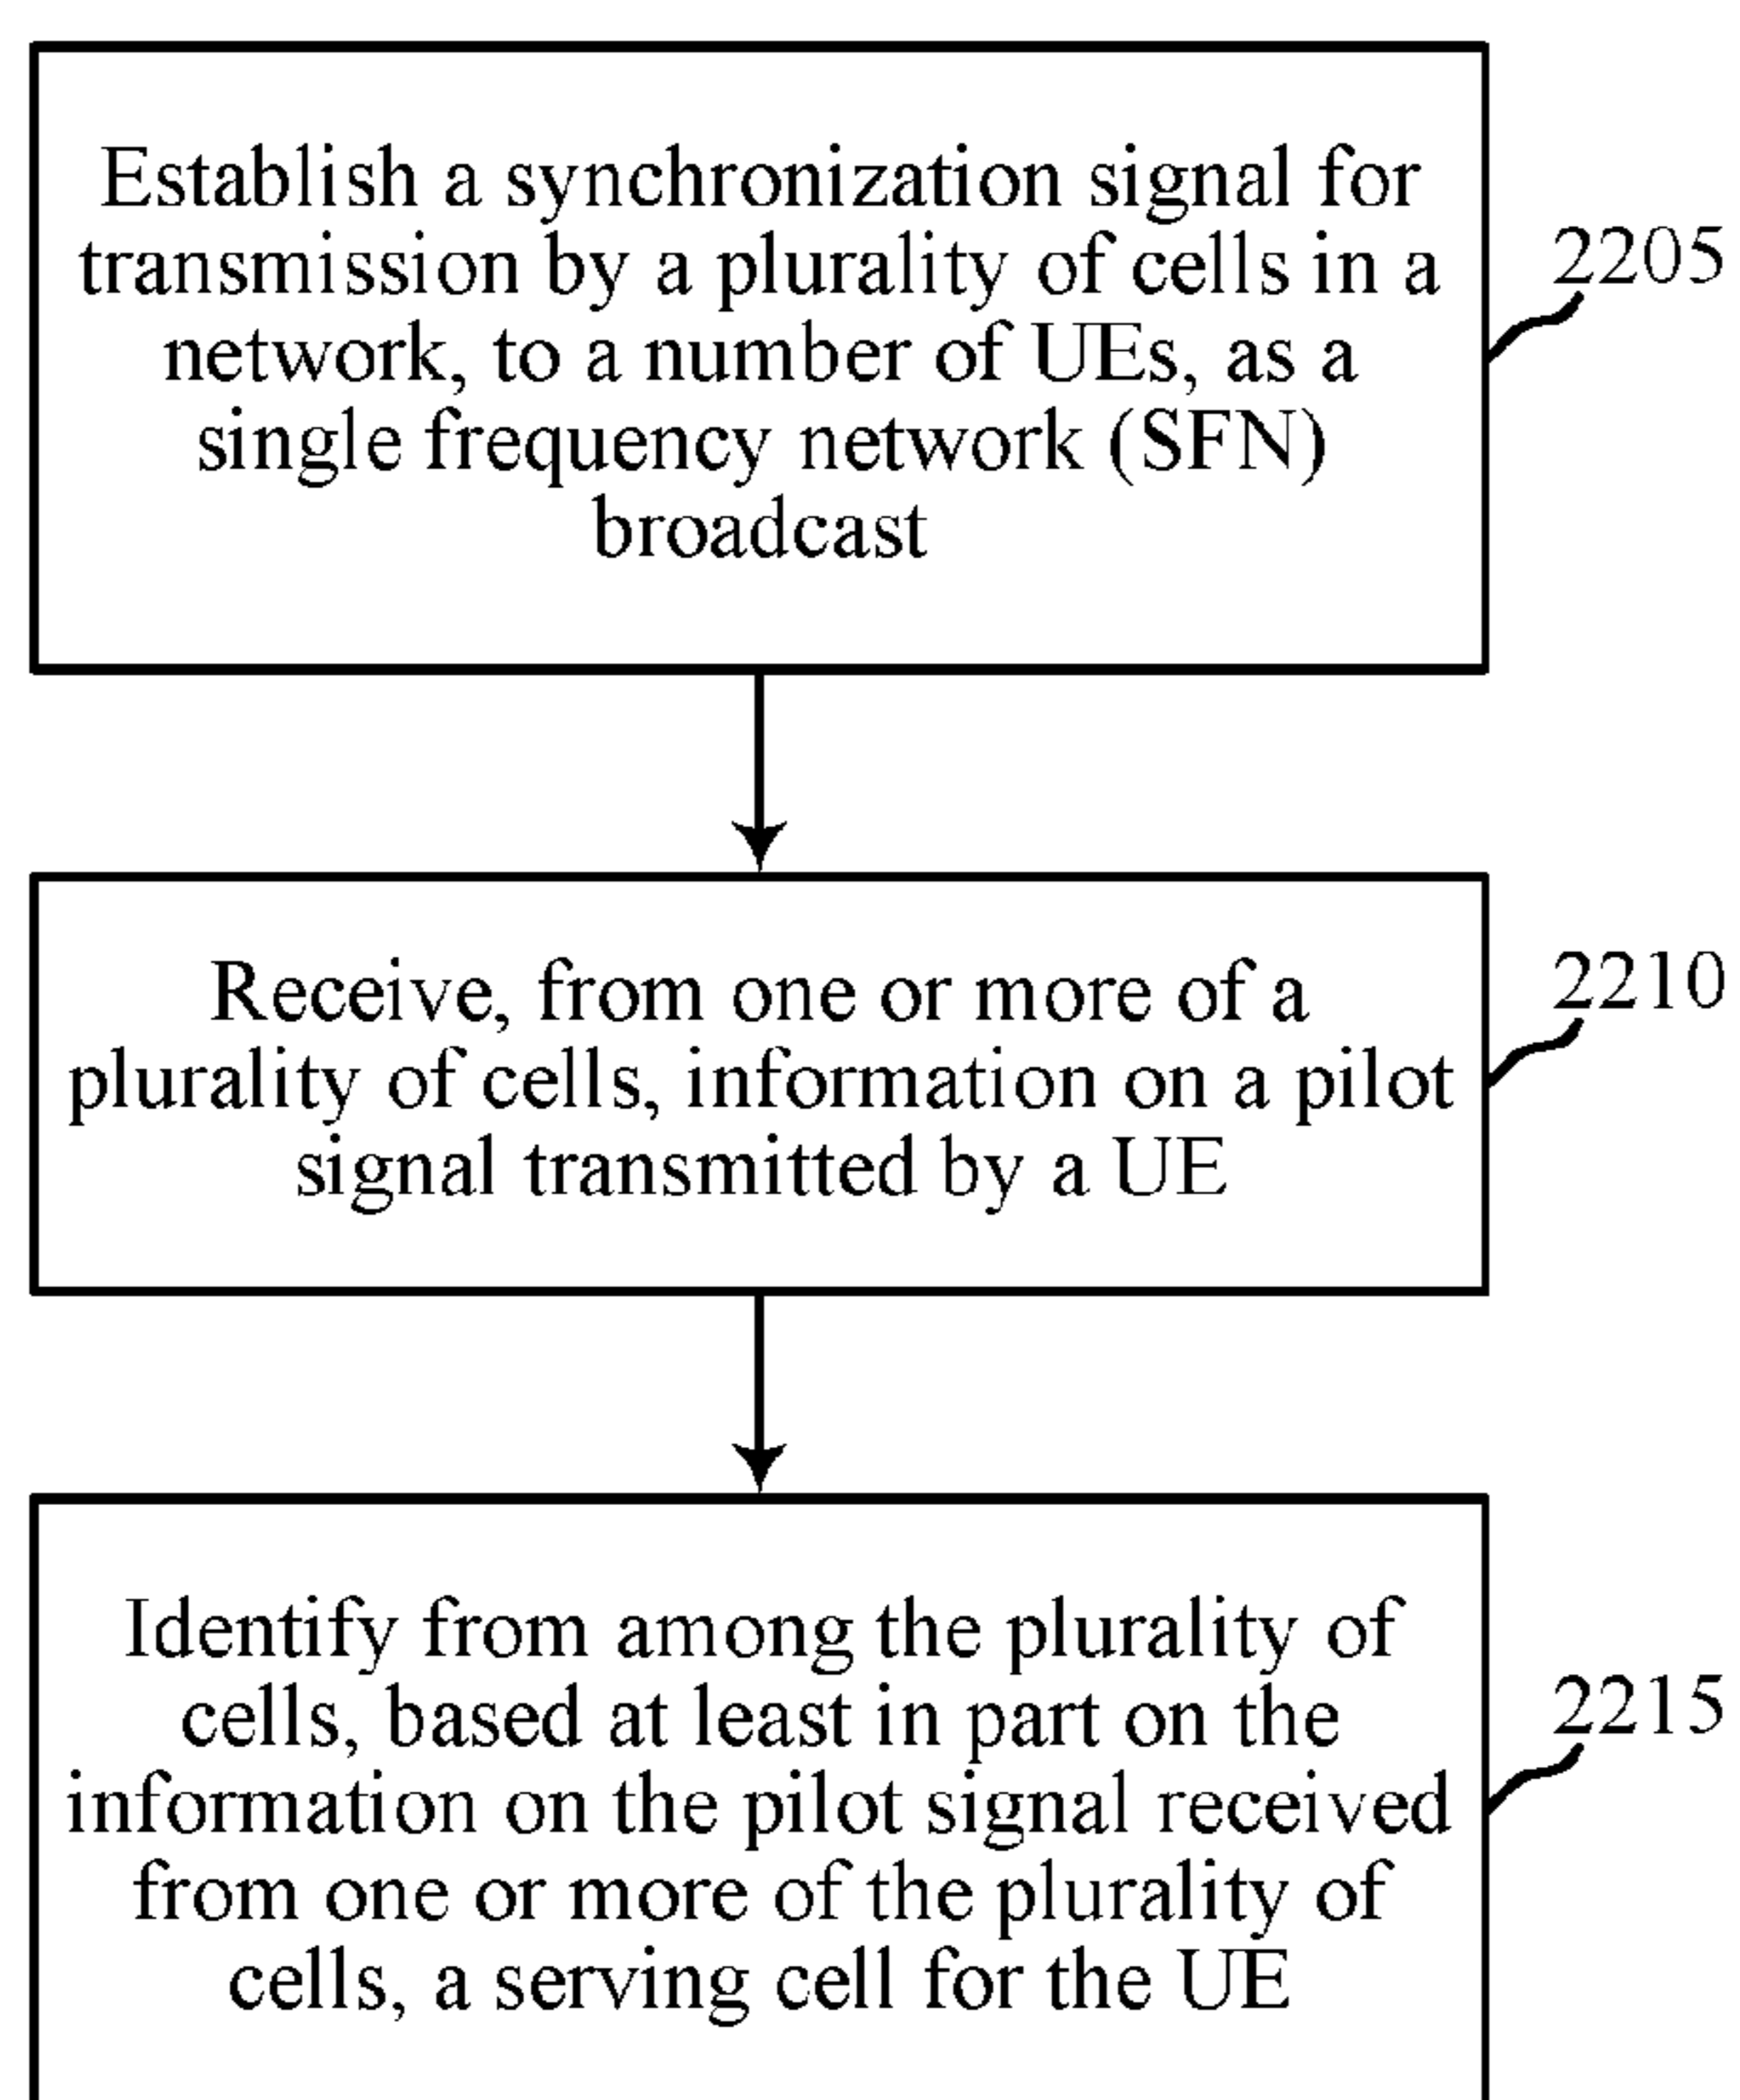 Establish a synchronization signal for
transmission by a plurality of cells in a
network, to a number of UEs, as a
single frequency network (SFN)
broadcast
2205
Receive, from one or more of a
plurality of cells, information on a pilot
signal transmitted by a UE
2210
Identify from among the plurality of
cells, based at least in part on the
information on the pilot signal received
from one or more of the plurality of
cells, a serving cell for the UE
2215